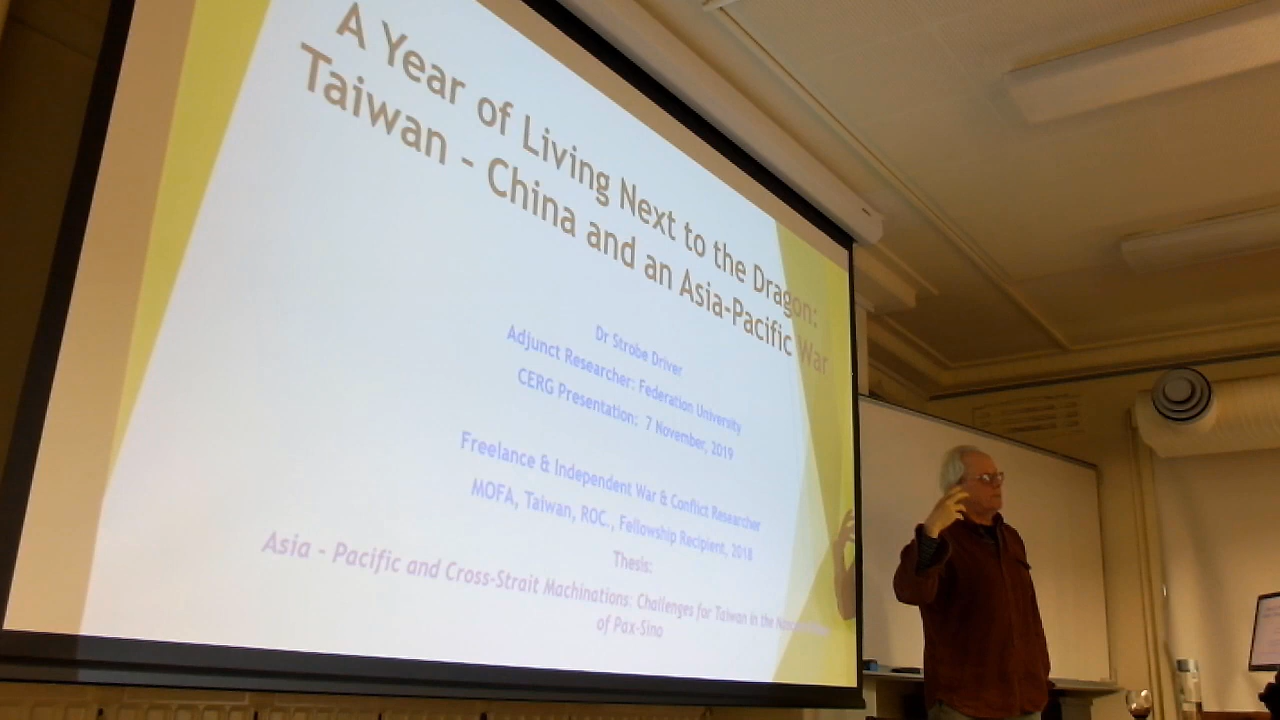 A Year of Living Next to the Dragon:
Taiwan - China and an Asia-Pacific War
Dr Strobe Driver
Adjunct Researcher: Federation University
CERG Presentation; 7 November, 2019
Freelance & Independent War & Conflict Researcher
MOFA, Taiwan, ROC., Fellowship Recipient, 2018
Thesis:
Asia - Pacific and Cross-Strait Machinations: Challenges for Taiwan in the
of Pax-Sino